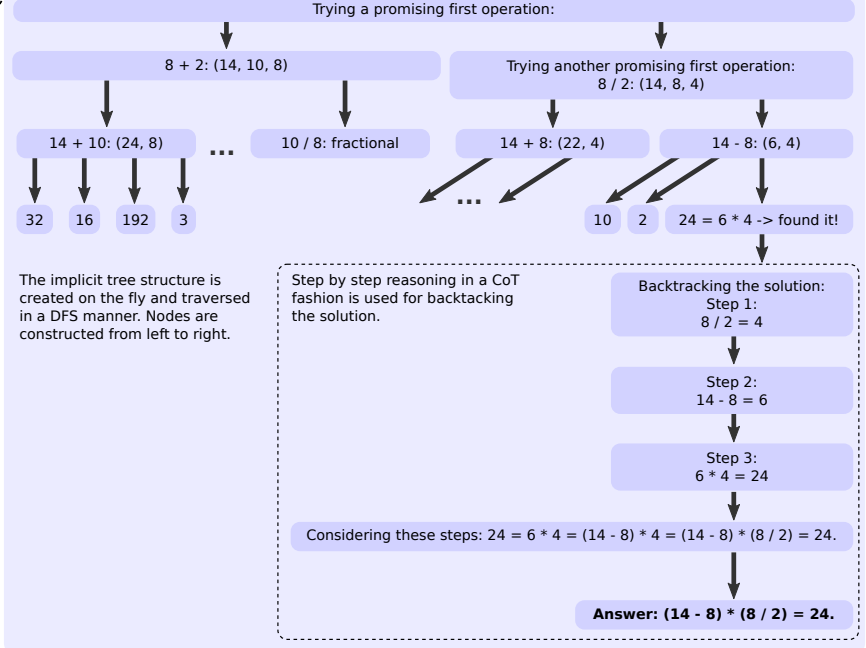 Trying a promising first operation:
8 + 2: (14, 10, 8)
Trying another promising first operation:
8 / 2: (14, 8, 4)
14 + 10: (24, 8)
...
10 / 8: fractional
14 + 8: (22, 4)
14 - 8: (6, 4)
32
16
192
3
...
10
2
24 = 6 * 4 -> found it!
The implicit tree structure is
created on the fly and traversed
in a DFS manner. Nodes are
constructed from left to right.
Step by step reasoning in a CoT
fashion is used for backtacking
the solution.
Backtracking the solution:
Step 1:
8 / 2 = 4
Step 2:
14 - 8 = 6
Step 3:
6 * 4 = 24
Considering these steps: 24 = 6 * 4 = (14 - 8) * 4 = (14 - 8) * (8 / 2) = 24.
Answer: (14 - 8) * (8 / 2) = 24.